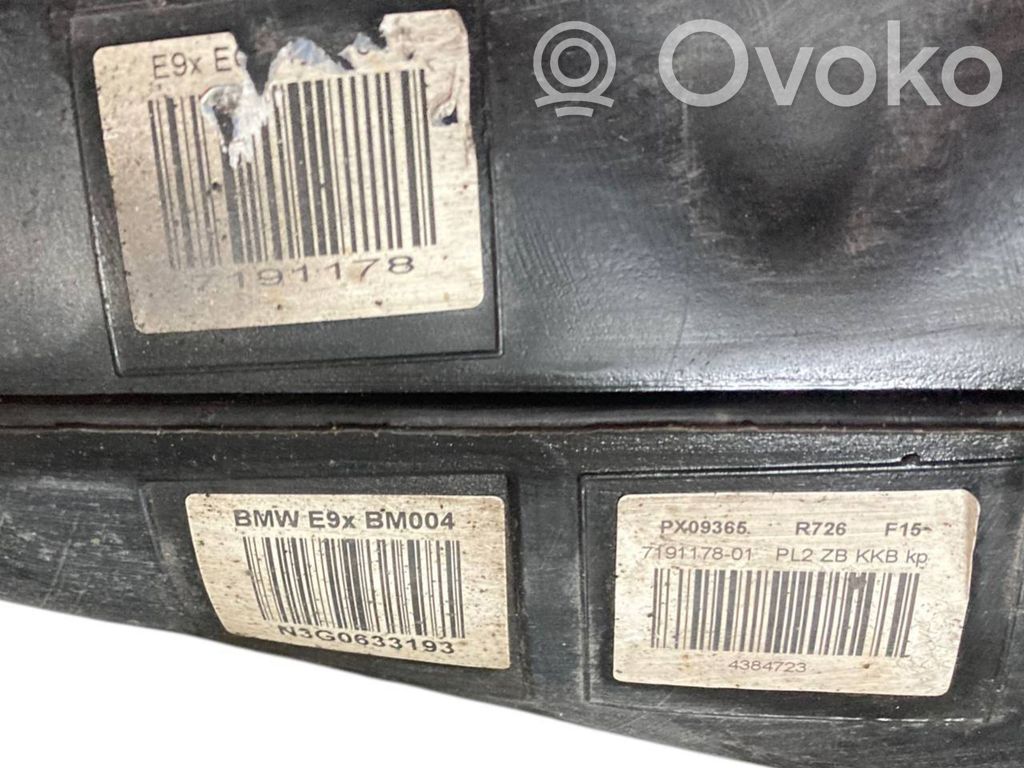 Ovoko
E9x
7191178
BMW E9x BM004
N3G0633193
PX09365 R726 F15
7191178-01 PL2 ZB KKB kp
4384723